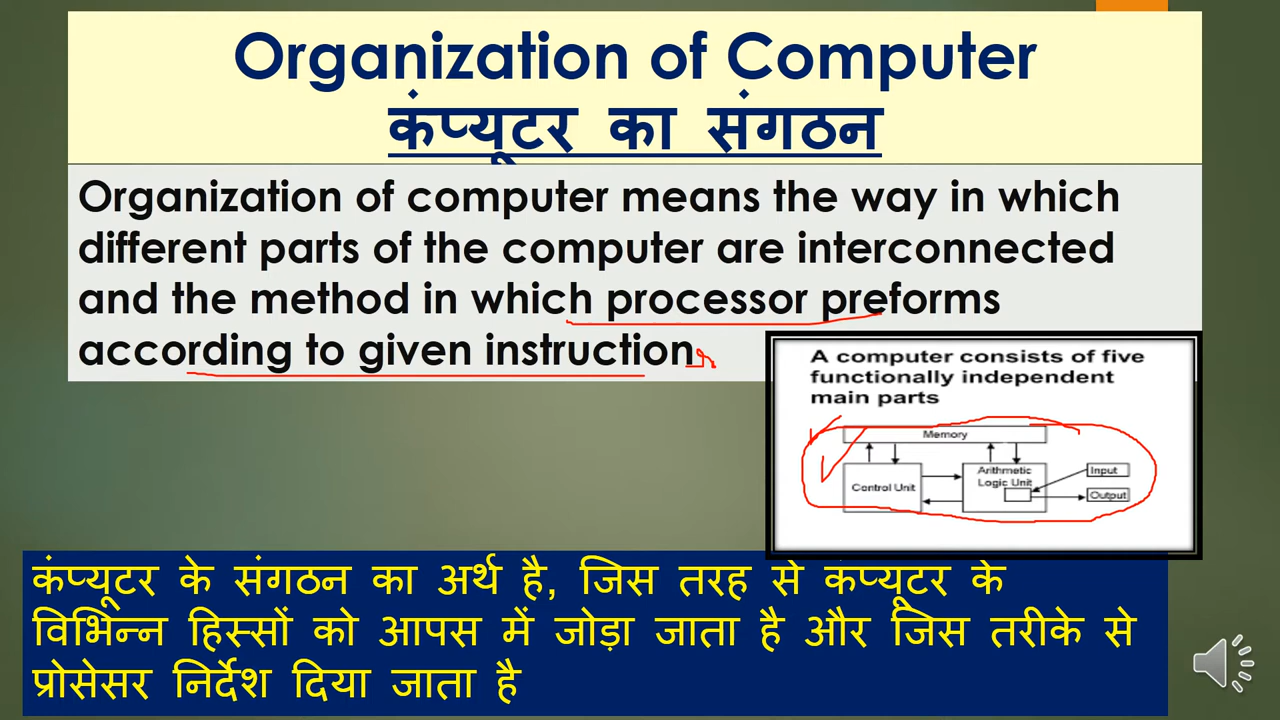 Organization of Computer
कंप्यूटर का संगठन
Organization of computer means the way in which
different parts of the computer are interconnected
and the method in which processor preforms
according to given instruction
A computer consists of five
functionally independent
main parts
Memory
Control Unit
Arithmetic
Logic Unit
Input
Output
कंप्यूटर के संगठन का अर्थ है, जिस तरह से कंप्यूटर के
विभिन्न हिस्सों को आपस में जोड़ा जाता है और जिस तरीके से
प्रोसेसर निर्देश दिया जाता है